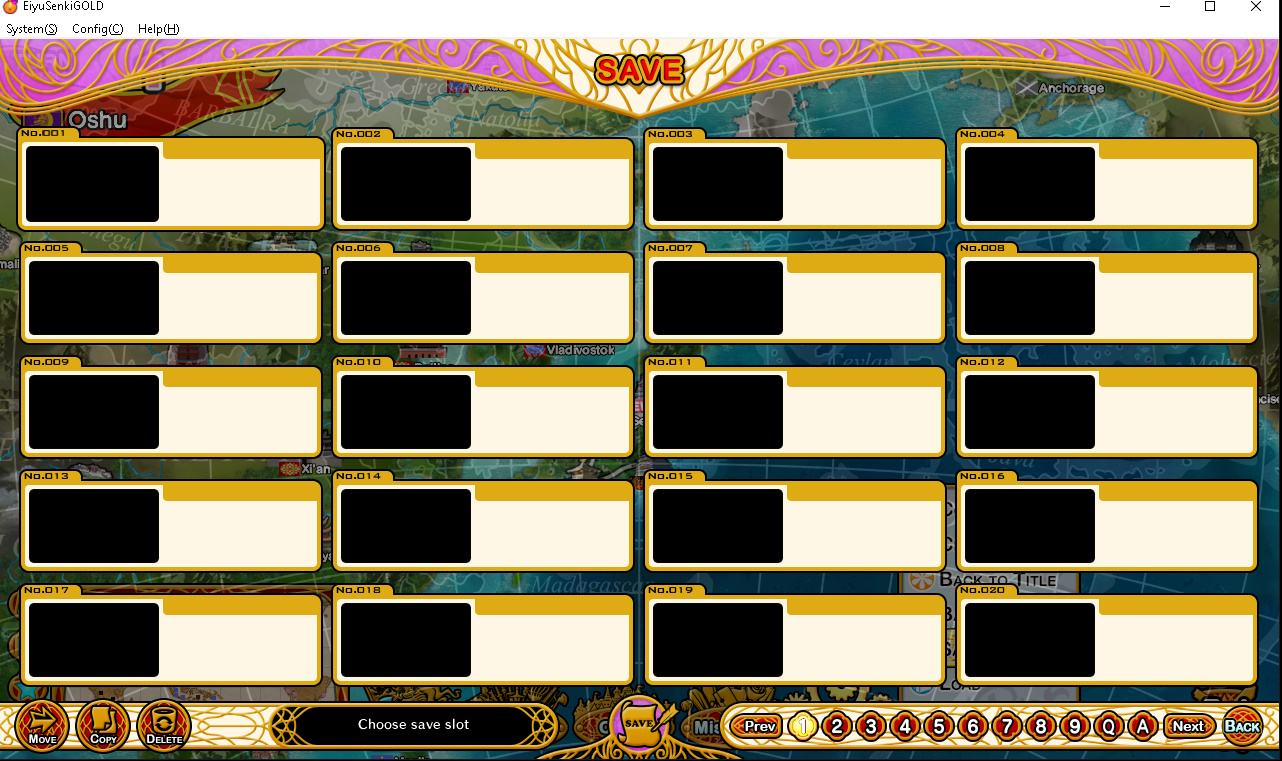 EiyuSenkiGOLD
System(S) Config(C) Help(H)
SAVE
Anchorage
Oshu
No.001 No.002 No.003 No.004
No.005 No.006 No.007 No.008
Vladivostok
No.009 No.010 No.011 No.012
Xi'an
No.013 No.014 No.015 No.016
Madagasca
BACK TO TITLE
No.017 No.018 No.019 No.020
LOAD
MOVE COPY DELETE
Choose save slot
SAVE
Mis
Prev 1 2 3 4 5 6 7 8 9 Q A Next BACK